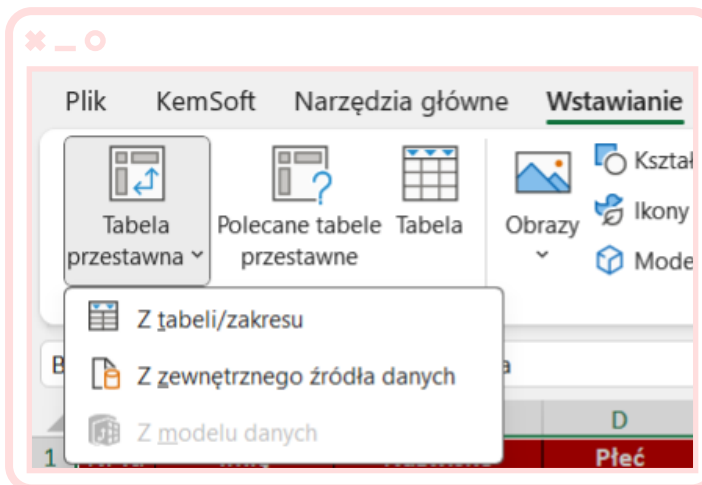 Plik KemSoft Narzędzia główne Wstawianie
Tabela
przestawna
Polecane tabele
przestawne
Tabela
Obrazy
Kształ
Ikony
Mode
Z tabeli/zakresu
Z zewnętrznego źródła danych
Z modelu danych
B
a
D
1
Płeć